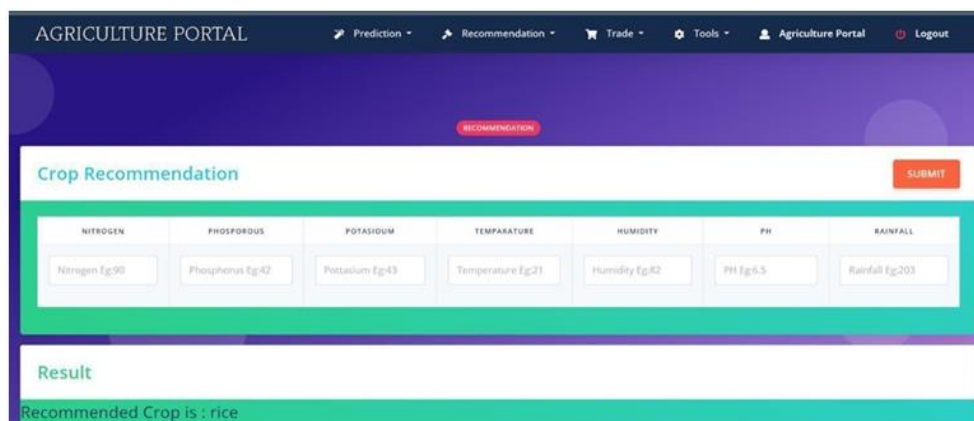 AGRICULTURE PORTAL Prediction Recommendation Trade Tools Agriculture Portal Logout
RECOMMENDATION
Crop Recommendation SUBMIT
NITROGEN PHOSPOROUS POTASIOUM TEMPARATURE HUMIDITY PH RAINFALL
Nitrogen Eg:90 Phosphorus Eg:42 Pottasium Eg:43 Temperature Eg:21 Humidity Eg:82 PH Eg:6.5 Rainfall Eg:203
Result
Recommended Crop is : rice